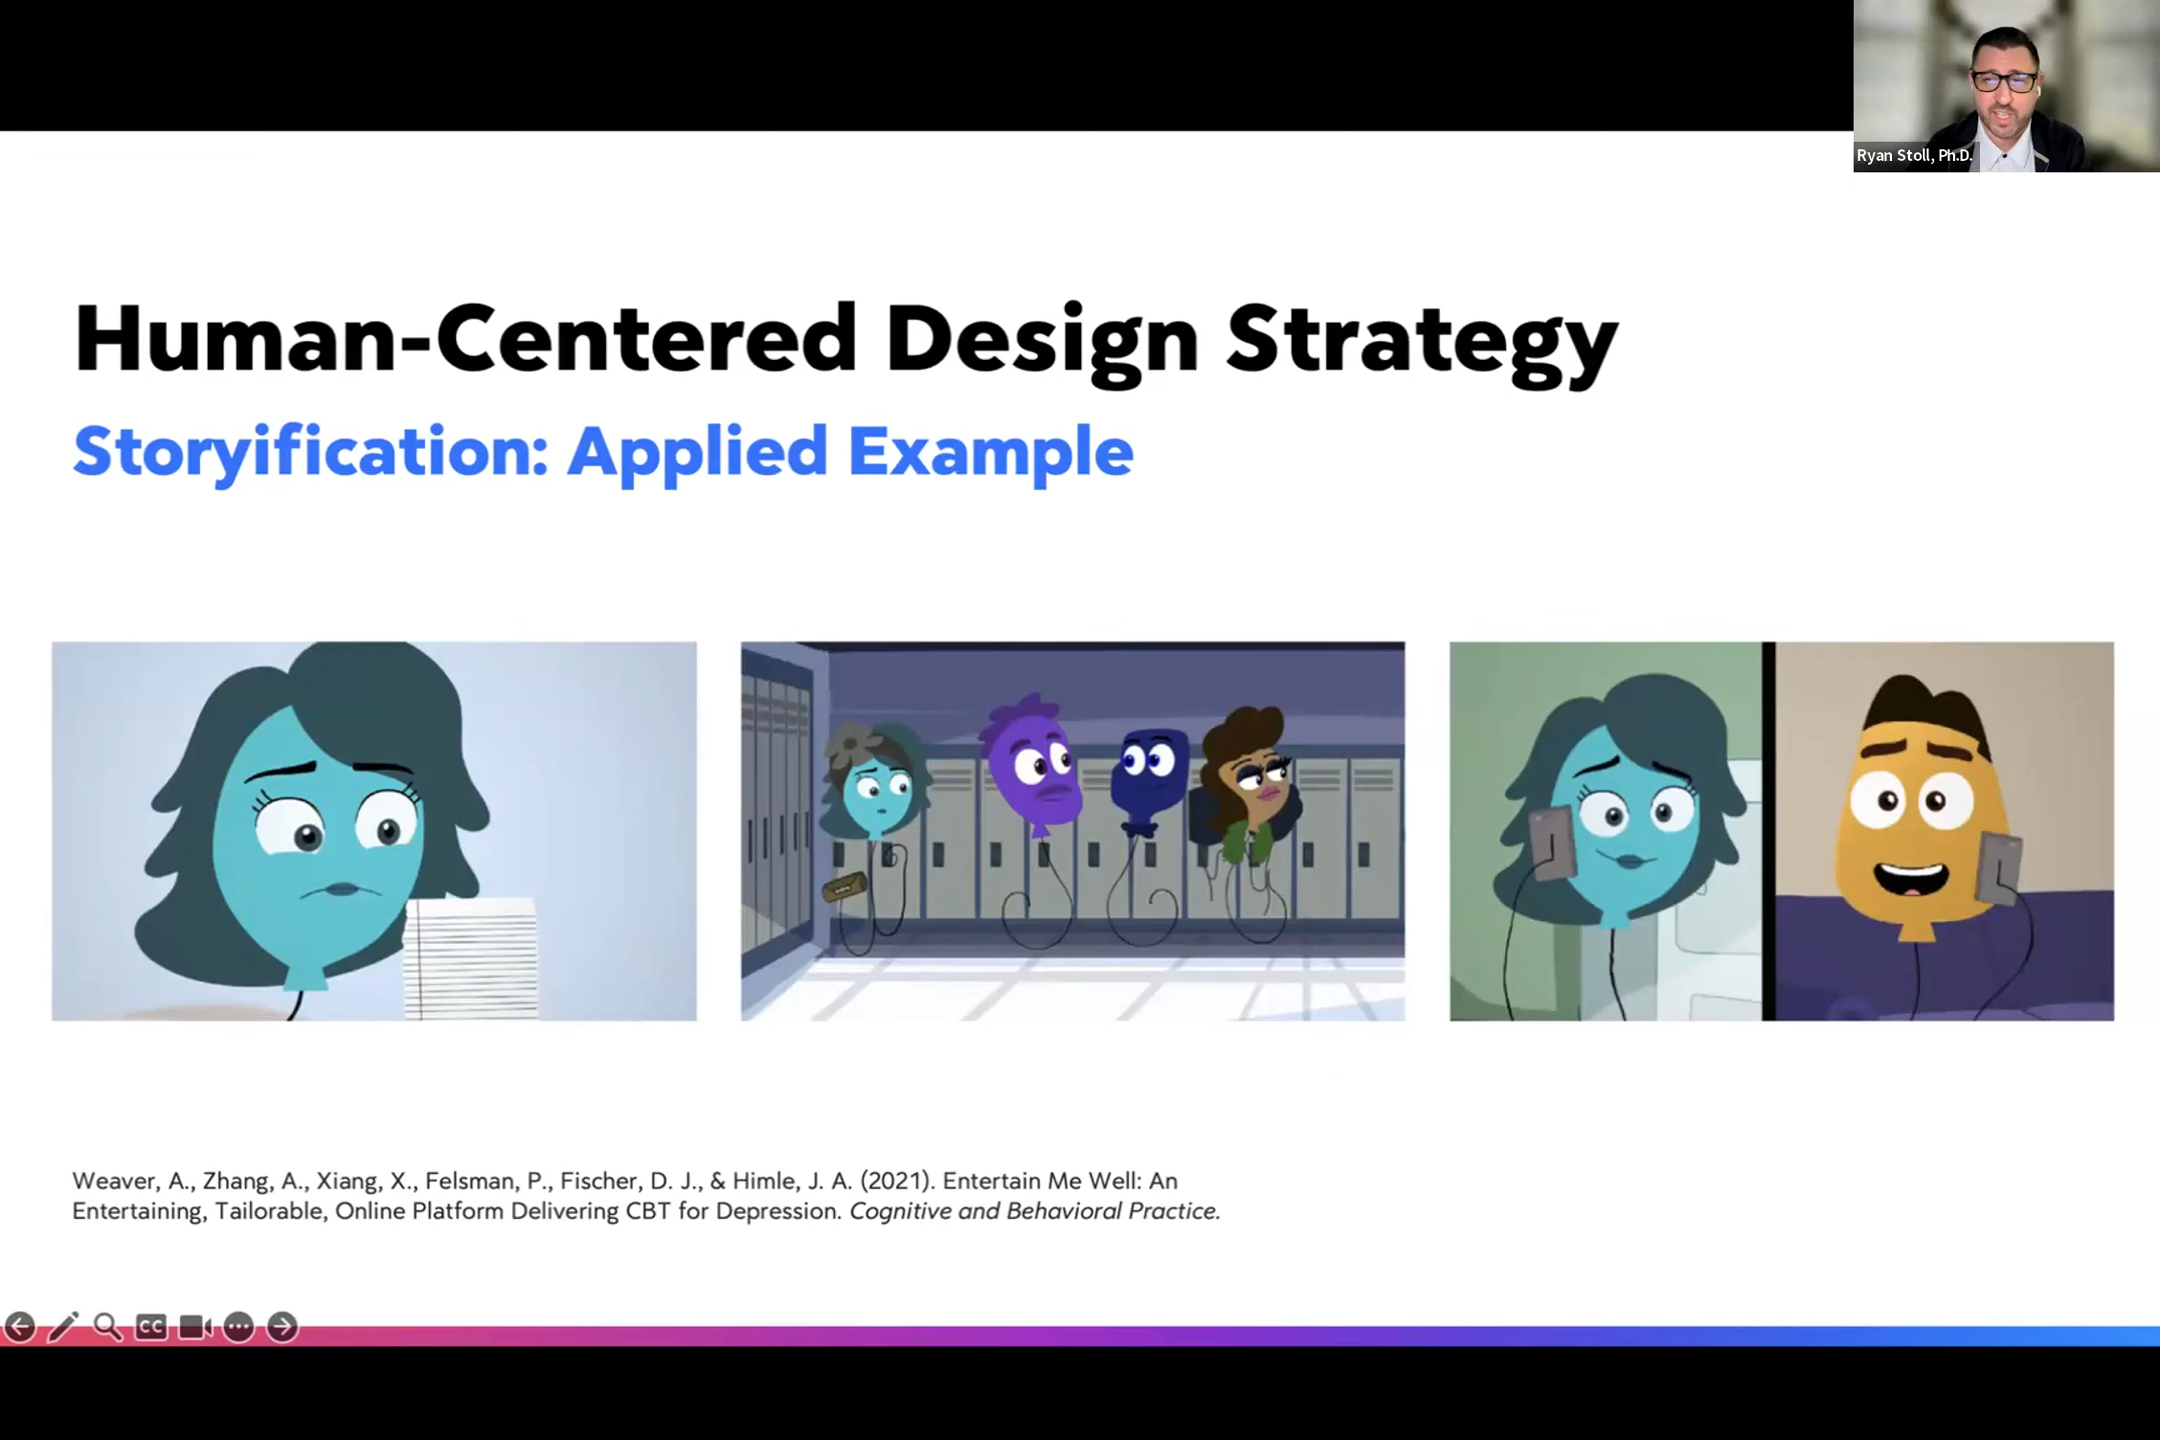 Ryan Stoll, Ph.D.
Human-Centered Design Strategy
Storyification: Applied Example
Weaver, A., Zhang, A., Xiang, X., Felsman, P., Fischer, D. J., & Himle, J. A. (2021). Entertain Me Well: An
Entertaining, Tailorable, Online Platform Delivering CBT for Depression. Cognitive and Behavioral Practice.
CC